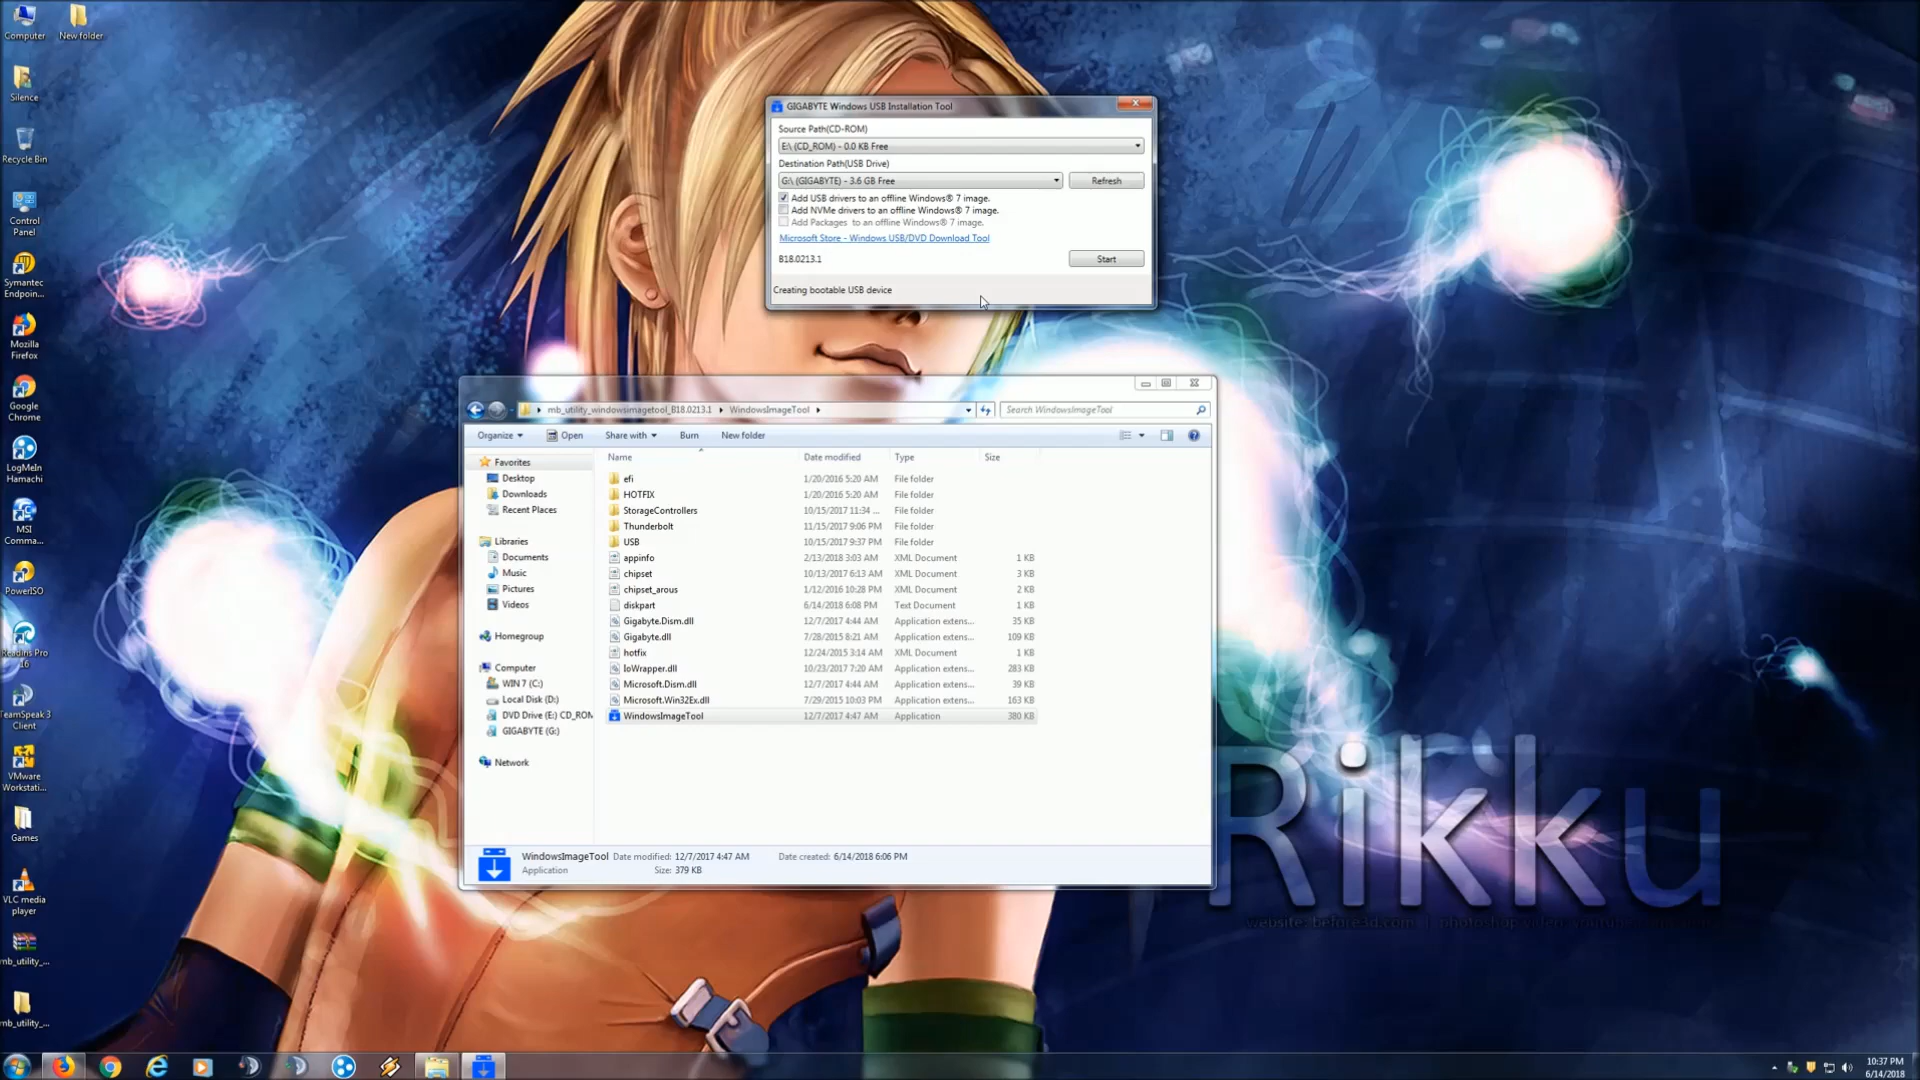 Computer
New folder
Silence
Recycle Bin
Control
Panel
Symantec
Endpoin...
Mozilla
Firefox
Google
Chrome
LogMeIn
Hamachi
MSI
Comma...
PowerISO
Readiris Pro
16
TeamSpeak 3
Client
VMware
Workstati...
Games
VLC media
player
mb_utility_...
mb_utility_...
GIGABYTE Windows USB Installation Tool
Source Path(CD-ROM)
E:\ (CD_ROM) - 0.0 KB Free
Destination Path(USB Drive)
G:\ (GIGABYTE) - 3.6 GB Free
Refresh
Add USB drivers to an offline Windows® 7 image.
Add NVMe drivers to an offline Windows® 7 image.
Add Packages to an offline Windows® 7 image.
Microsoft Store - Windows USB/DVD Download Tool
B18.0213.1
Start
Creating bootable USB device
mb_utility_windowsimagetool_B18.0213.1 WindowsImageTool
Search WindowsImageTool
Organize Open Share with Burn New folder
Favorites
Desktop
Downloads
Recent Places
Libraries
Documents
Music
Pictures
Videos
Homegroup
Computer
WIN 7 (C:)
Local Disk (D:)
DVD Drive (E:) CD_ROM
GIGABYTE (G:)
Network
Name Date modified Type Size
efi 1/20/2016 5:20 AM File folder
HOTFIX 1/20/2016 5:20 AM File folder
StorageControllers 10/15/2017 11:34 ... File folder
Thunderbolt 11/15/2017 9:06 PM File folder
USB 10/15/2017 9:37 PM File folder
appinfo 2/13/2018 3:03 AM XML Document 1 KB
chipset 10/13/2017 6:13 AM XML Document 3 KB
chipset_arous 1/12/2016 10:28 PM XML Document 2 KB
diskpart 6/14/2018 6:08 PM Text Document 1 KB
Gigabyte.Dism.dll 12/7/2017 4:44 AM Application extens... 35 KB
Gigabyte.dll 7/28/2015 8:21 AM Application extens... 109 KB
hotfix 12/24/2015 3:14 AM XML Document 1 KB
IoWrapper.dll 10/23/2017 7:20 AM Application extens... 283 KB
Microsoft.Dism.dll 12/7/2017 4:44 AM Application extens... 39 KB
Microsoft.Win32Ex.dll 7/29/2015 10:03 PM Application extens... 163 KB
WindowsImageTool 12/7/2017 4:47 AM Application 380 KB
WindowsImageTool Date modified: 12/7/2017 4:47 AM Date created: 6/14/2018 6:06 PM
Application Size: 379 KB
Rikku
website: before3d.com | photoshop video
10:37 PM
6/14/2018